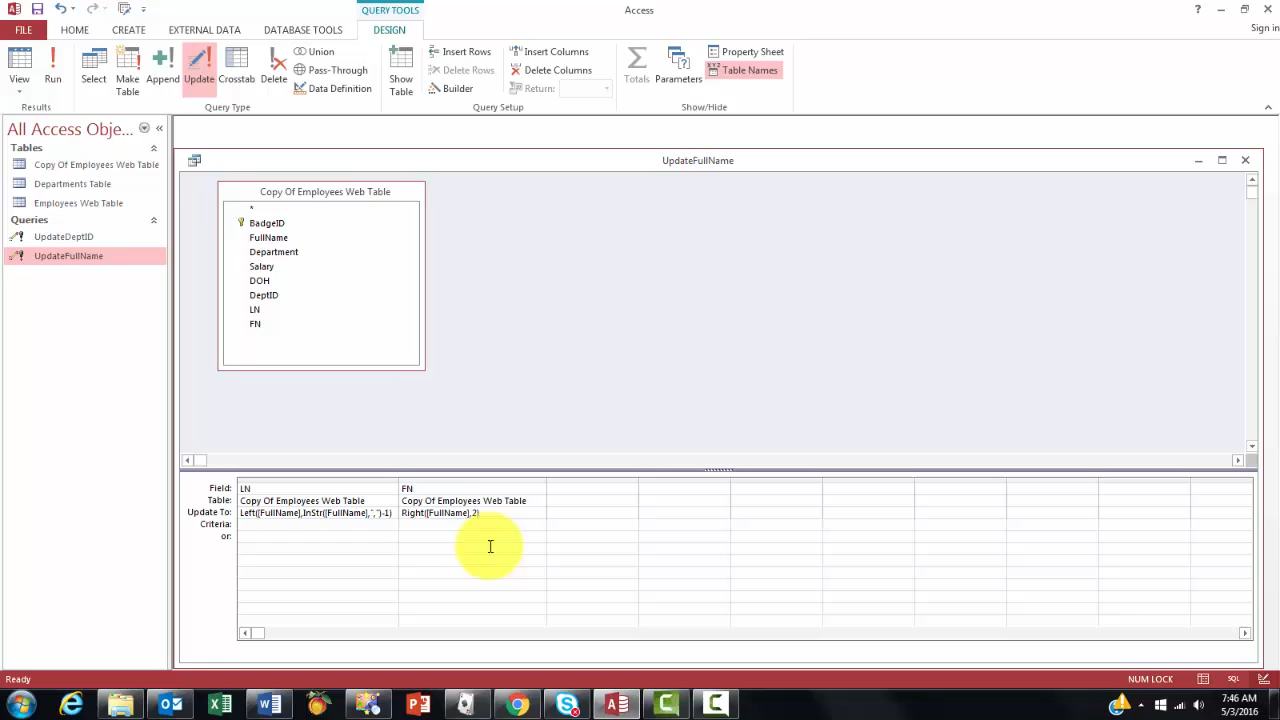 QUERY TOOLS
Access
? 
Sign in
FILE HOME CREATE EXTERNAL DATA DATABASE TOOLS DESIGN
View
Run
Select
Make Table
Append
Update
Crosstab
Delete
Union
Pass-Through
Data Definition
Show Table
Insert Rows
Delete Rows
Builder
Insert Columns
Delete Columns
Return:
Totals
Parameters
Property Sheet
Table Names
Results
Query Type
Query Setup
Show/Hide
All Access Obje...
Tables
Copy Of Employees Web Table
Departments Table
Employees Web Table
Queries
UpdateDeptID
UpdateFullName
UpdateFullName
Copy Of Employees Web Table
*
BadgeID
FullName
Department
Salary
DOH
DeptID
LN
FN
Field: LN FN
Table: Copy Of Employees Web Table Copy Of Employees Web Table
Update To: Left([FullName],InStr([FullName],",")-1) Right([FullName],2)
Criteria:
or:
Ready
NUM LOCK
SQL
7:46 AM
5/3/2016